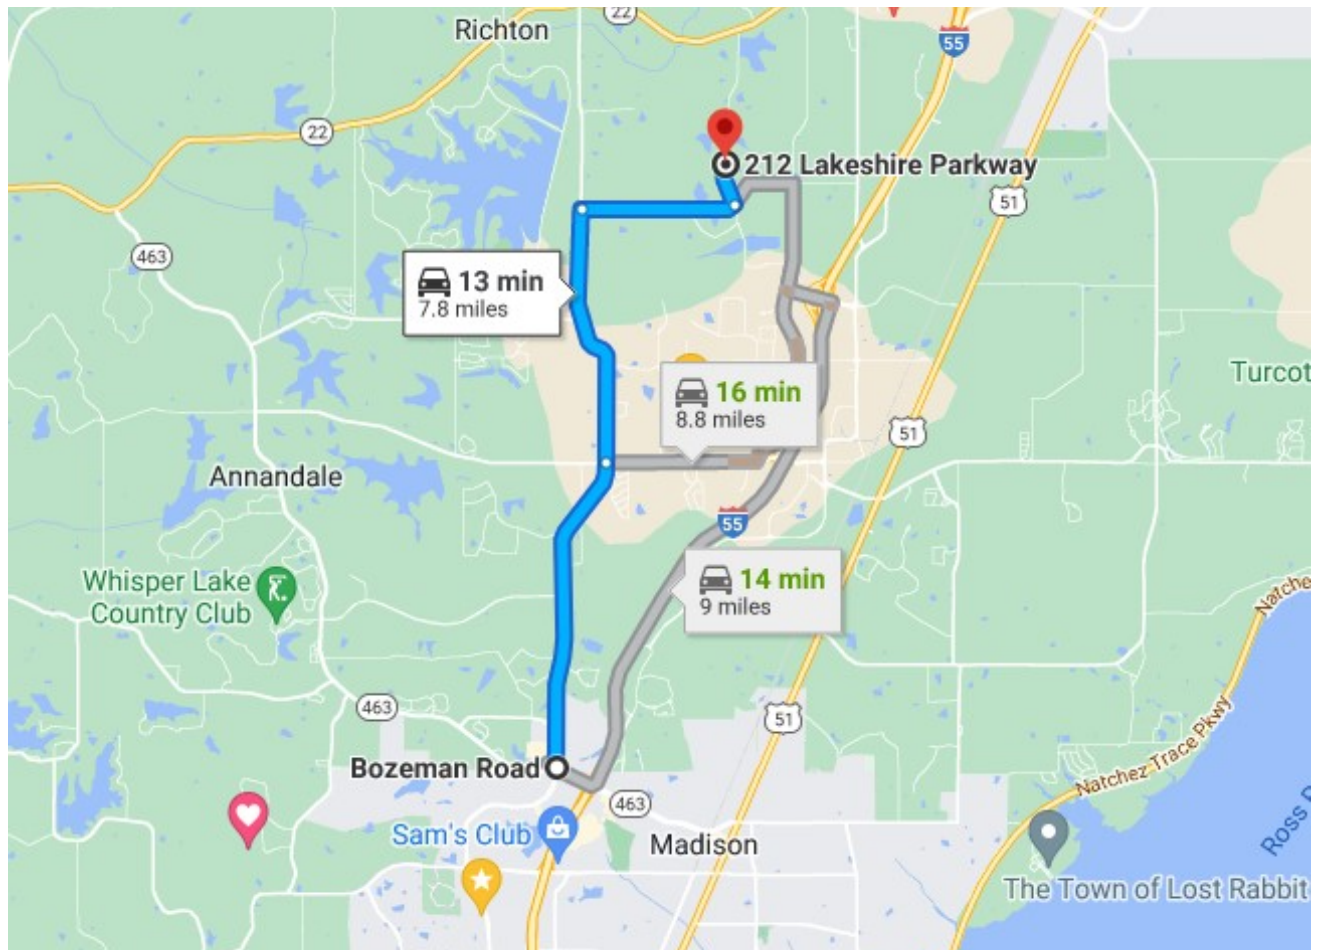 22
Richton
55
22
212 Lakeshire Parkway
51
463
13 min
7.8 miles
Turcot
16 min
8.8 miles
51
Annandale
55
14 min
9 miles
Whisper Lake
Country Club
Natche
463
51
Natchez Trace Pkwy
Bozeman Road
463
Sam's Club
Madison
Ross
The Town of Lost Rabbit